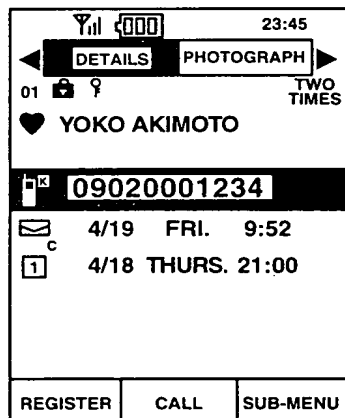 23:45
DETAILS PHOTOGRAPH
01 TWO
TIMES
YOKO AKIMOTO
K
09020001234
4/19 FRI. 9:52
C
1 4/18 THURS. 21:00
REGISTER CALL SUB-MENU